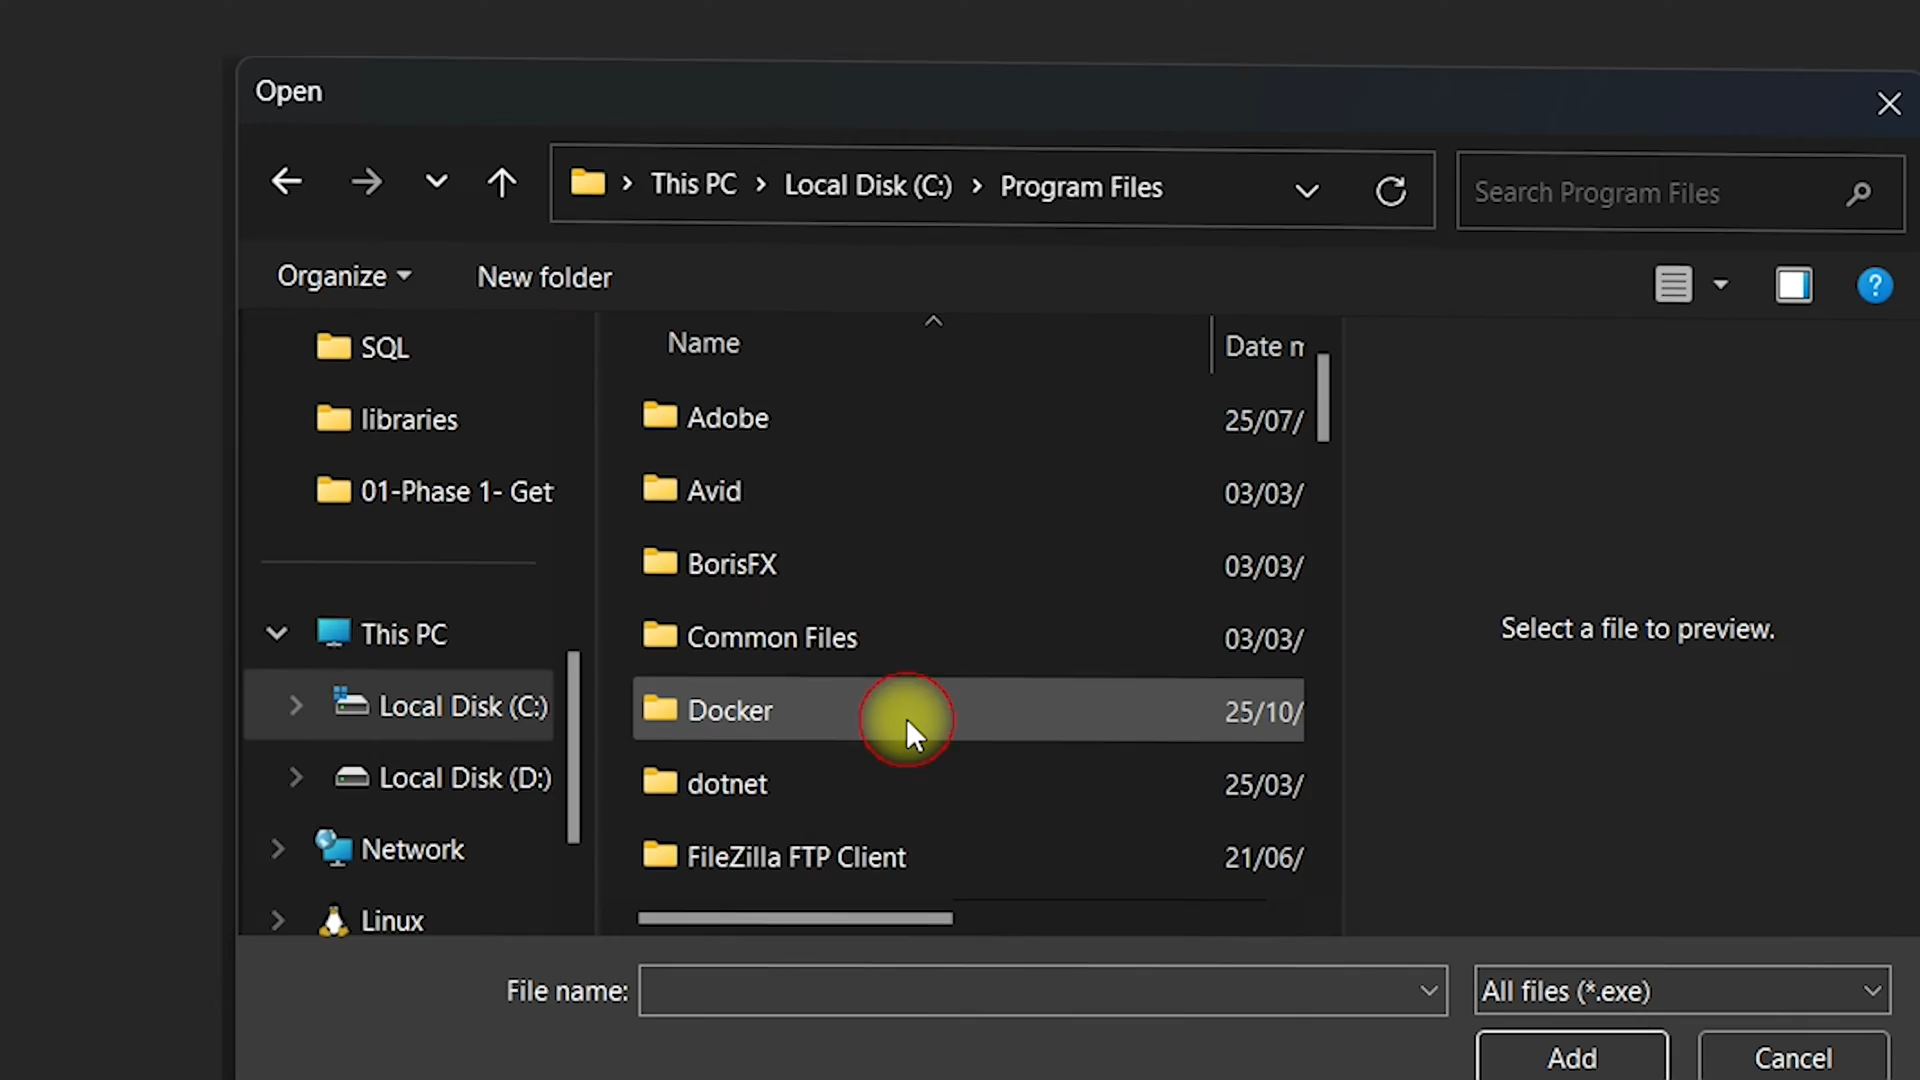 Open
This PC > Local Disk (C:) > Program Files
Search Program Files
Organize
New folder
?
SQL
libraries
01-Phase 1- Get
This PC
Local Disk (C:)
Local Disk (D:)
Network
Linux
Name
Date m
Adobe 25/07/
Avid 03/03/
BorisFX 03/03/
Common Files 03/03/
Docker 25/10/
dotnet 25/03/
FileZilla FTP Client 21/06/
Select a file to preview.
File name:
All files (*.exe)
Add
Cancel